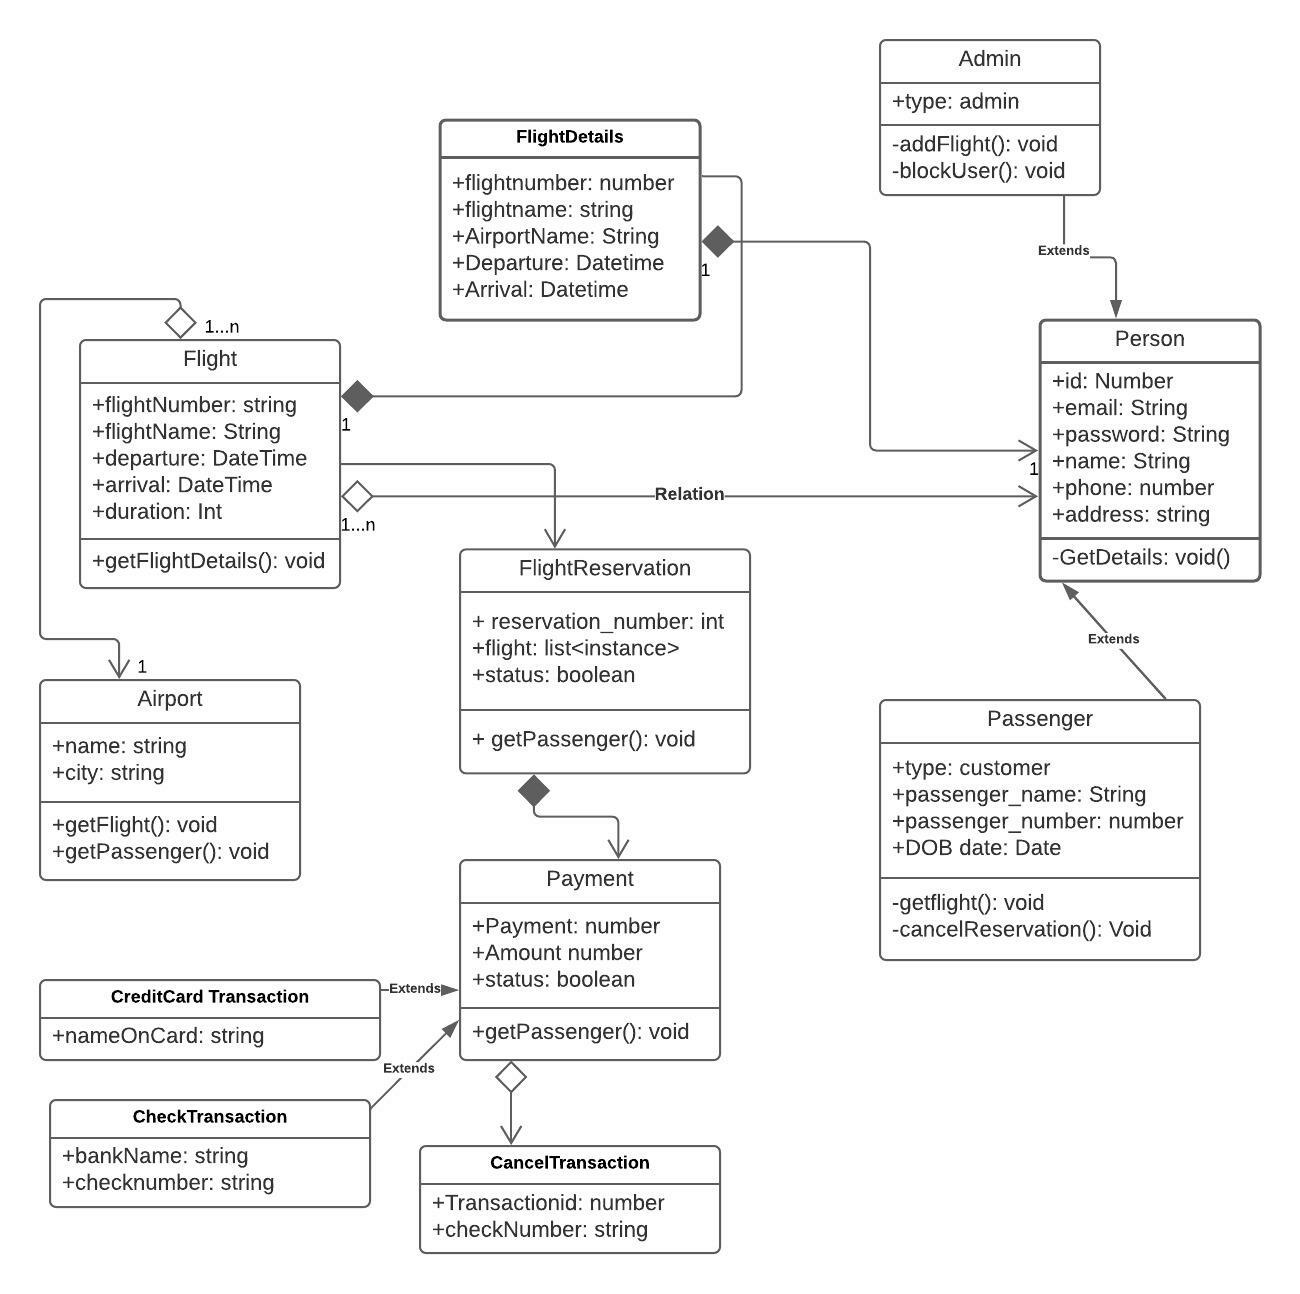 Admin
+type: admin
-addFlight(): void
-blockUser(): void
Extends
FlightDetails
+flightnumber: number
+flightname: string
+AirportName: String
+Departure: Datetime
+Arrival: Datetime
1
1...n
Flight
+flightNumber: string
+flightName: String
+departure: DateTime
+arrival: DateTime
+duration: Int
+getFlightDetails(): void
1
1...n
Relation
1
Person
+id: Number
+email: String
+password: String
+name: String
+phone: number
+address: string
-GetDetails: void()
Extends
FlightReservation
+ reservation_number: int
+flight: list<instance>
+status: boolean
+ getPassenger(): void
1
Airport
+name: string
+city: string
+getFlight(): void
+getPassenger(): void
Passenger
+type: customer
+passenger_name: String
+passenger_number: number
+DOB date: Date
-getflight(): void
-cancelReservation(): Void
Payment
+Payment: number
+Amount number
+status: boolean
+getPassenger(): void
CreditCard Transaction
+nameOnCard: string
Extends
CheckTransaction
+bankName: string
+checknumber: string
Extends
CancelTransaction
+Transactionid: number
+checkNumber: string